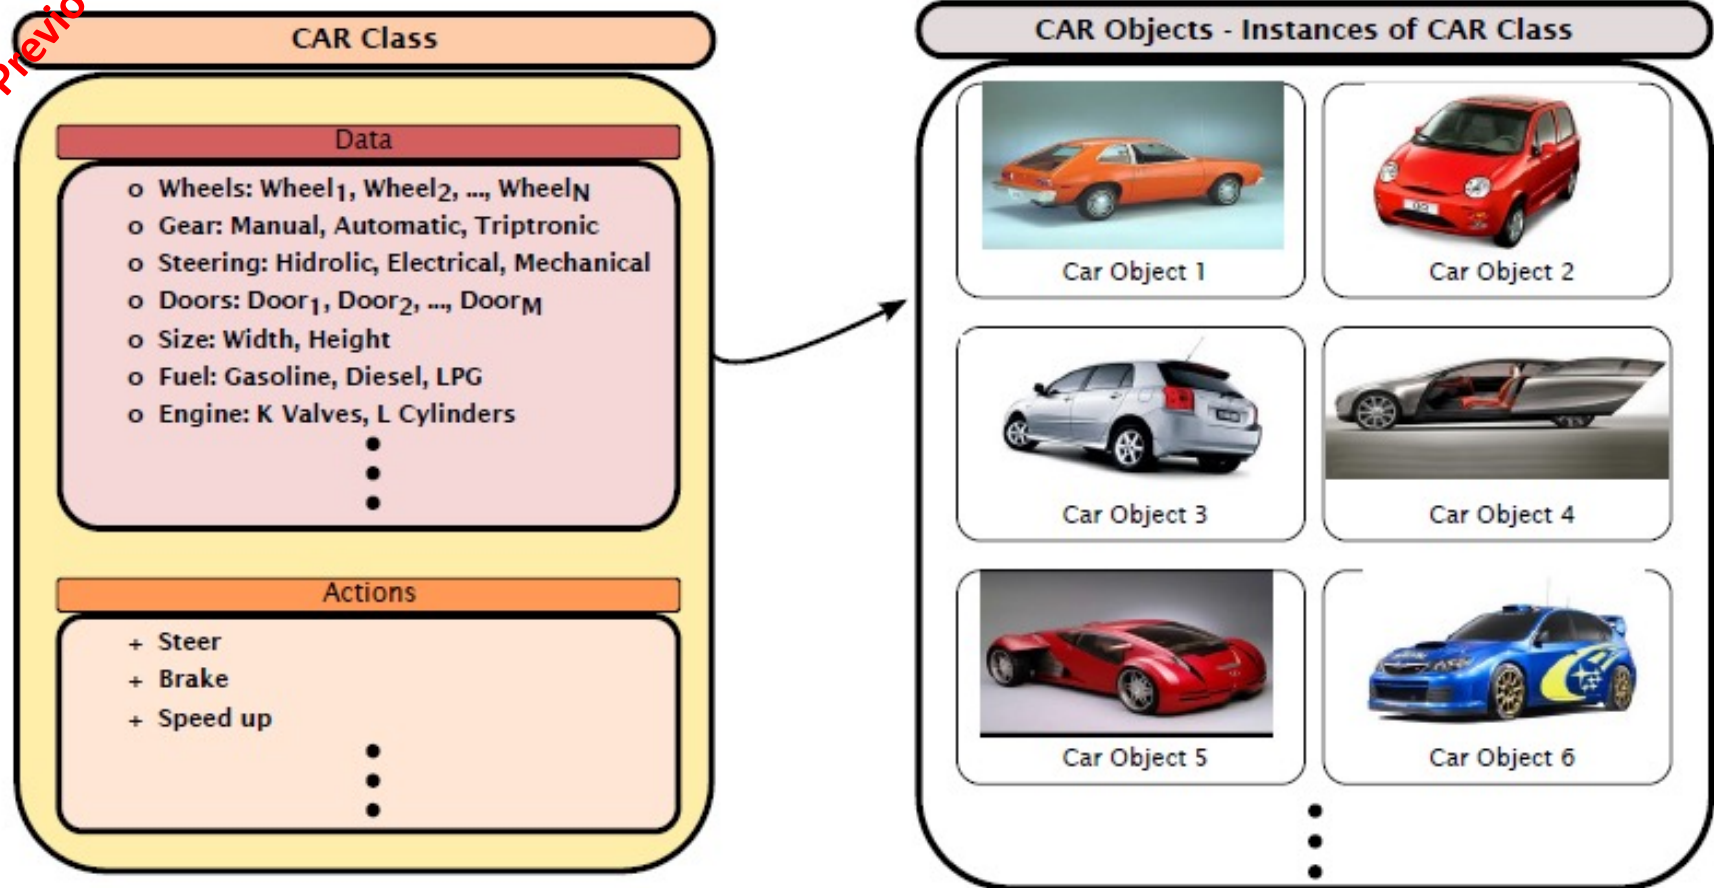 Previo
CAR Class
Data
o Wheels: Wheel1, Wheel2, ..., WheelN
o Gear: Manual, Automatic, Triptronic
o Steering: Hidrolic, Electrical, Mechanical
o Doors: Door1, Door2, ..., DoorM
o Size: Width, Height
o Fuel: Gasoline, Diesel, LPG
o Engine: K Valves, L Cylinders
Actions
+ Steer
+ Brake
+ Speed up
CAR Objects - Instances of CAR Class
Car Object 1
Car Object 2
Car Object 3
Car Object 4
Car Object 5
Car Object 6